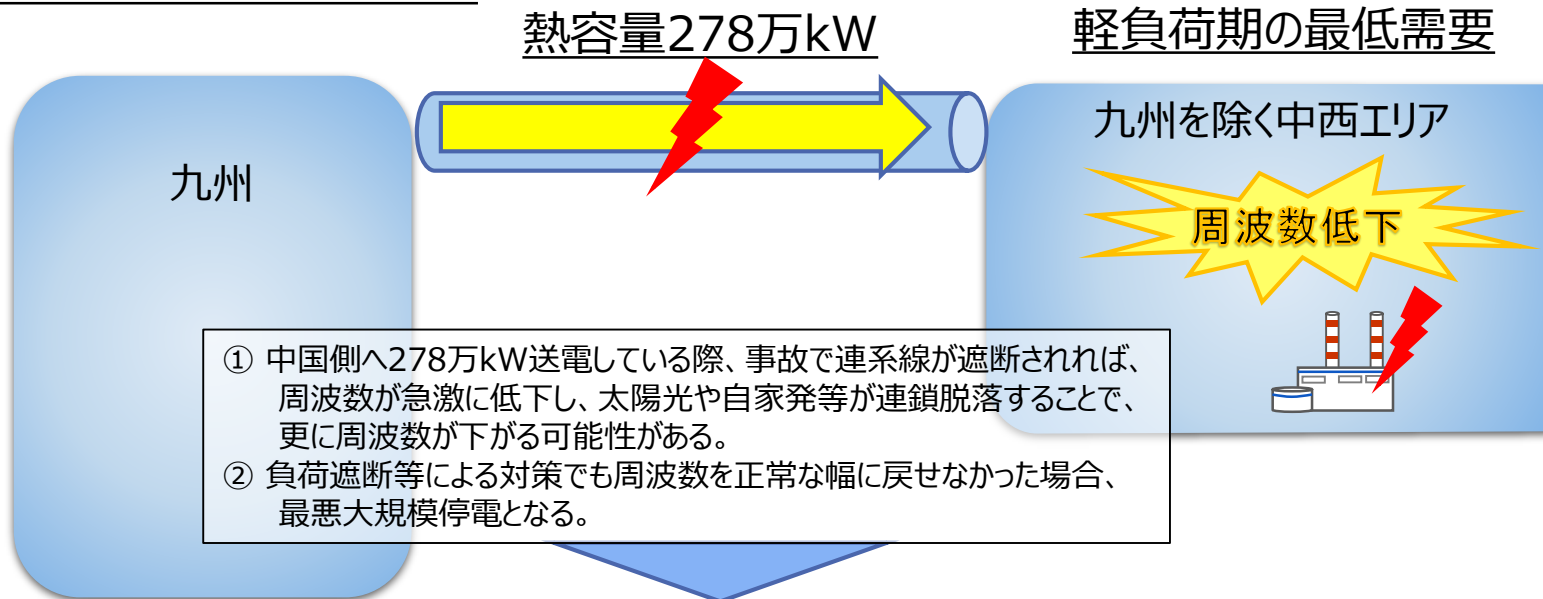 熱容量278万kW
軽負荷期の最低需要
九州
九州を除く中西エリア
周波数低下
① 中国側へ278万kW送電している際、事故で連系線が遮断されれば、
周波数が急激に低下し、太陽光や自家発等が連鎖脱落することで、
更に周波数が下がる可能性がある。
② 負荷遮断等による対策でも周波数を正常な幅に戻せなかった場合、
最悪大規模停電となる。